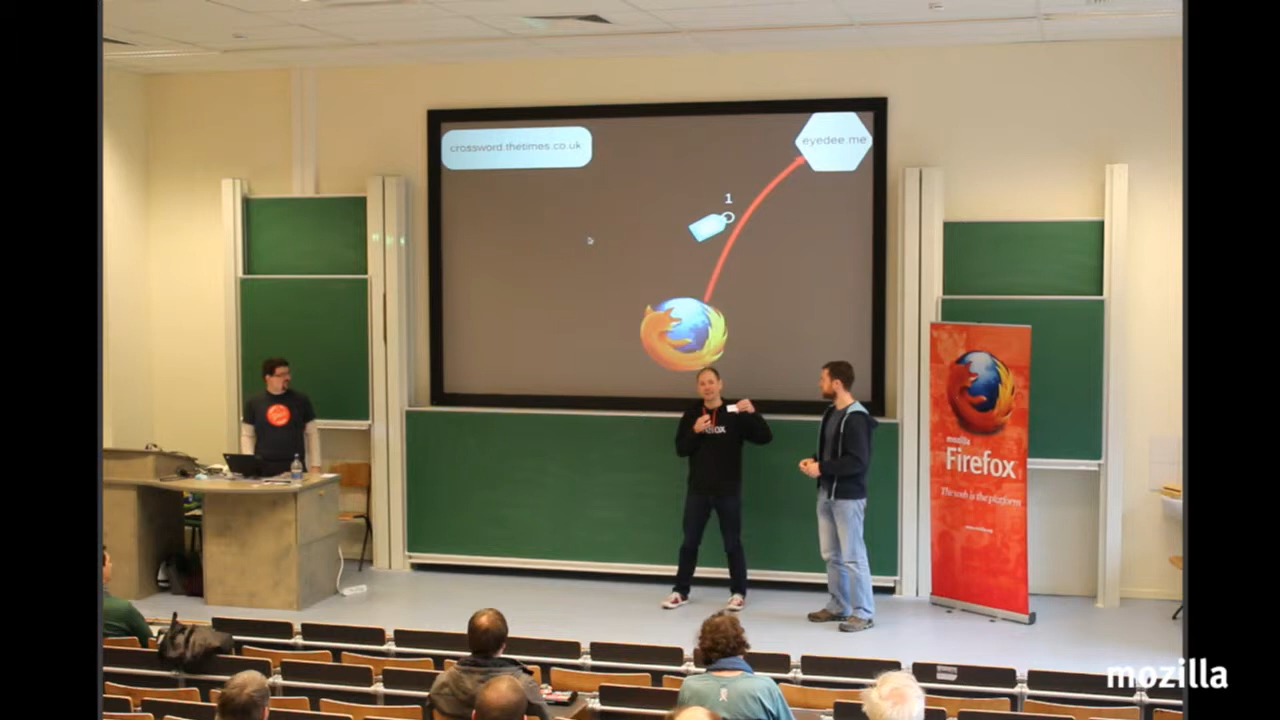 crossword.thetimes.co.uk
eyedee.me
1
mozilla
Firefox
The web is the platform
mozilla